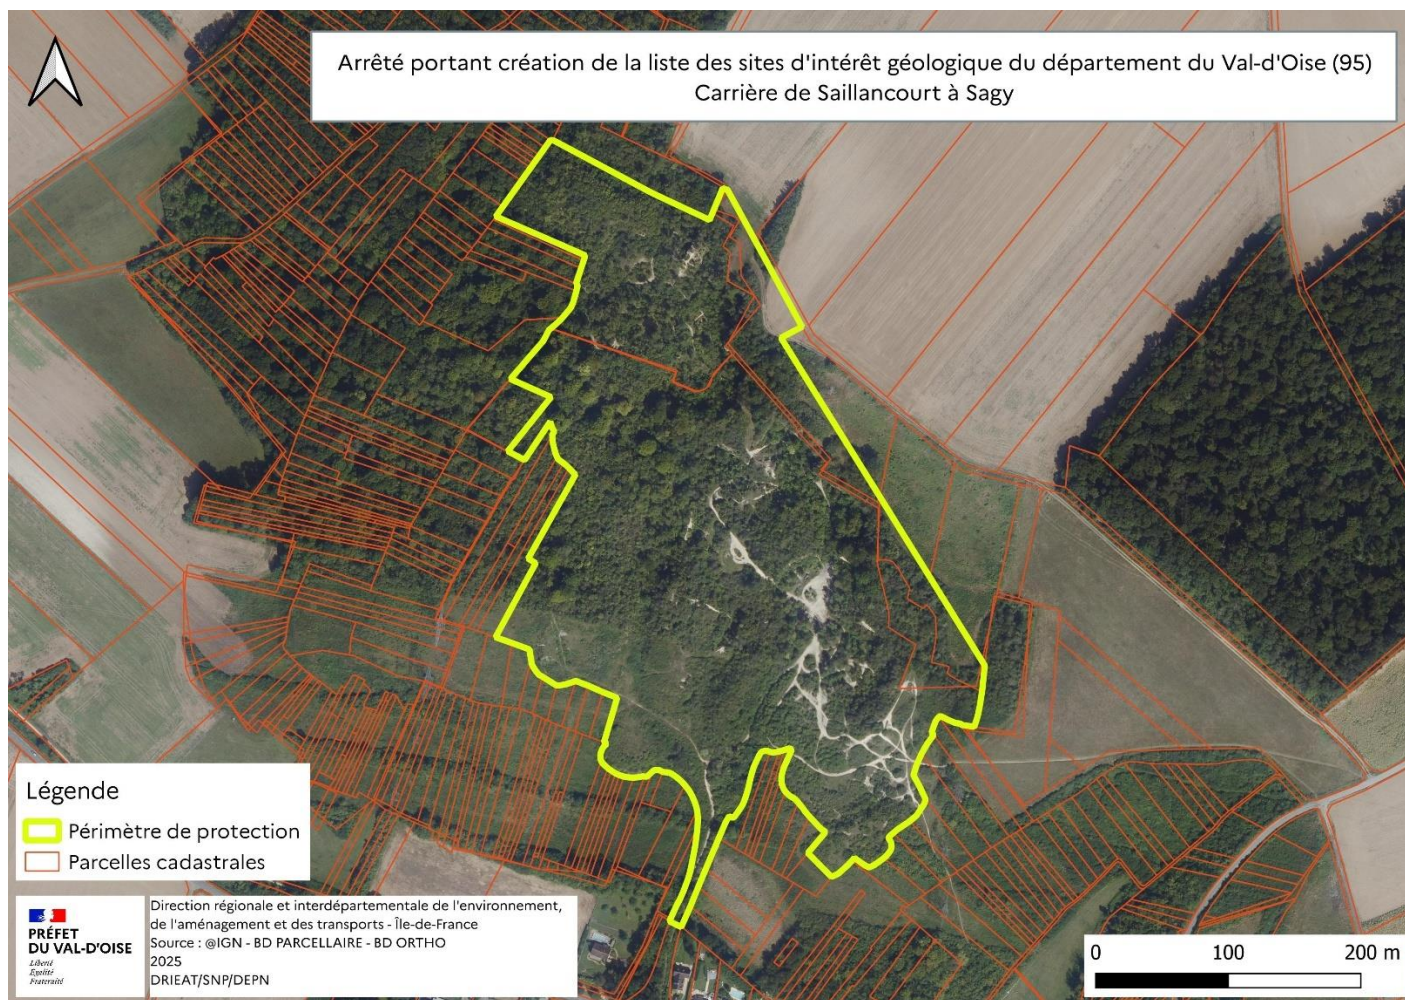 Arrêté portant création de la liste des sites d'intérêt géologique du département du Val-d'Oise (95)
Carrière de Saillancourt à Sagy
Légende
Périmètre de protection
Parcelles cadastrales
PRÉFET
DU VAL-D'OISE
Liberté
Égalité
Fraternité
Direction régionale et interdépartementale de l'environnement,
de l'aménagement et des transports - Île-de-France
Source : @IGN - BD PARCELLAIRE - BD ORTHO
2025
DRIEAT/SNP/DEPN
0 100 200 m